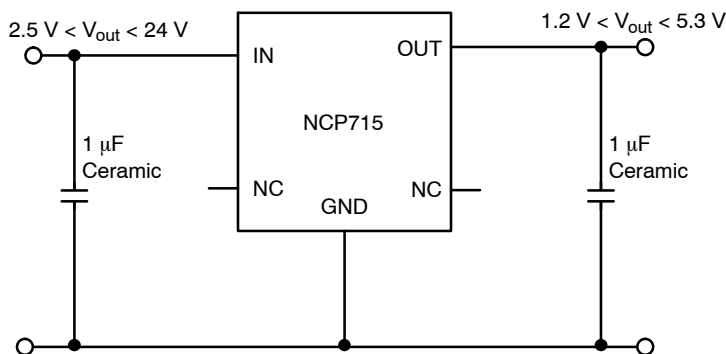 2.5 V < Vout < 24 V
1.2 V < Vout < 5.3 V
IN
OUT
NCP715
1 μF
Ceramic
1 μF
Ceramic
NC
NC
GND